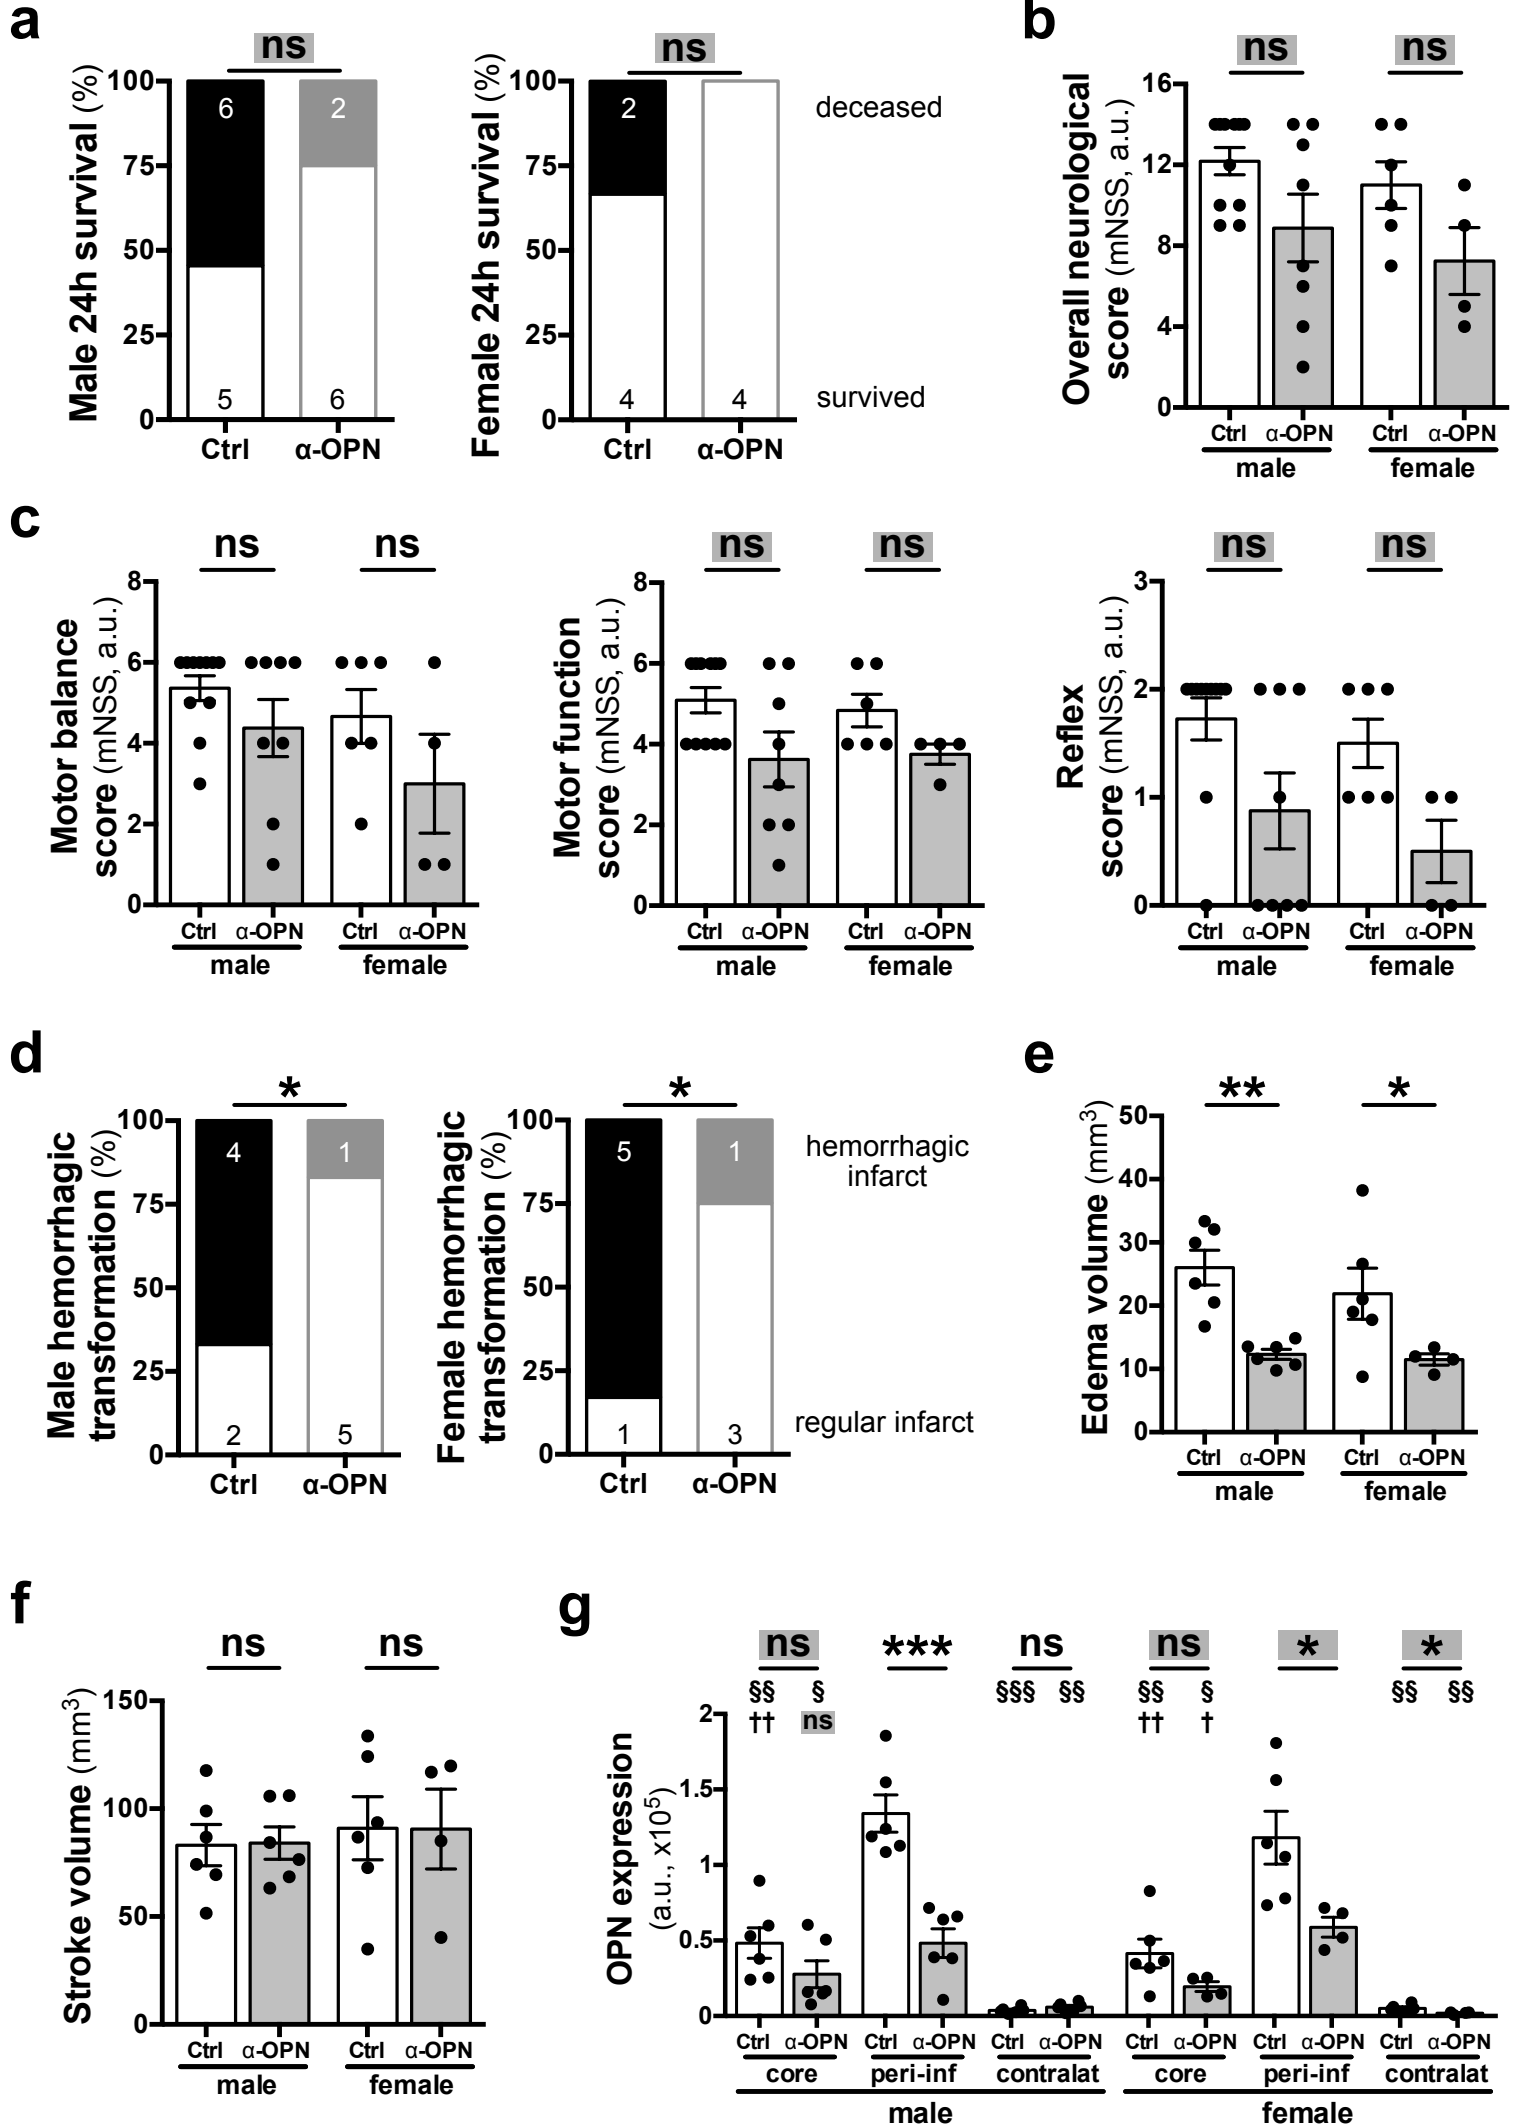 a
b
ns
ns
ns
ns
Male 24h survival (%)
100
75
50
25
0
6
2
5
6
Ctrl
α-OPN
Female 24h survival (%)
100
75
50
25
0
2
4
4
Ctrl
α-OPN
deceased
survived
Overall neurological
score (mNSS, a.u.)
16
12
8
4
0
Ctrl α-OPN Ctrl α-OPN
male female
c
ns ns
Motor balance
score (mNSS, a.u.)
8
6
4
2
0
Ctrl α-OPN Ctrl α-OPN
male female
ns ns
Motor function
score (mNSS, a.u.)
8
6
4
2
0
Ctrl α-OPN Ctrl α-OPN
male female
ns ns
Reflex
score (mNSS, a.u.)
3
2
1
0
Ctrl α-OPN Ctrl α-OPN
male female
d
*
Male hemorrhagic
transformation (%)
100
75
50
25
0
4
1
2
5
Ctrl
α-OPN
*
Female hemorrhagic
transformation (%)
100
75
50
25
0
5
1
1
3
Ctrl
α-OPN
hemorrhagic
infarct
regular infarct
e
** *
Edema volume (mm³)
50
40
30
20
10
0
Ctrl α-OPN Ctrl α-OPN
male female
f
ns ns
Stroke volume (mm³)
150
100
50
0
Ctrl α-OPN Ctrl α-OPN
male female
g
ns *** ns ns * *
§§ § §§§ §§ §§ § §§ §§
†† ns †† †
OPN expression
(a.u., x10⁵)
2
1.5
1
0.5
0
Ctrl α-OPN Ctrl α-OPN Ctrl α-OPN Ctrl α-OPN Ctrl α-OPN Ctrl α-OPN
core peri-inf contralat core peri-inf contralat
male female